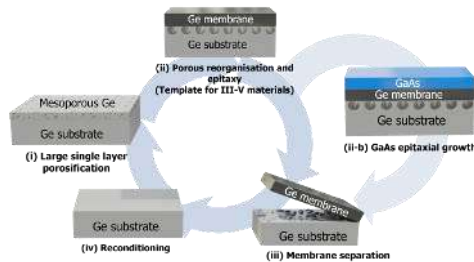 Ge membrane
Ge substrate
(ii) Porous reorganisation and
epitaxy
(Template for III-V materials)
GaAs
Ge membrane
Ge substrate
(ii-b) GaAs epitaxial growth
Mesoporous Ge
Ge substrate
(i) Large single layer
porosification
Ge membrane
Ge substrate
(iii) Membrane separation
Ge substrate
(iv) Reconditioning